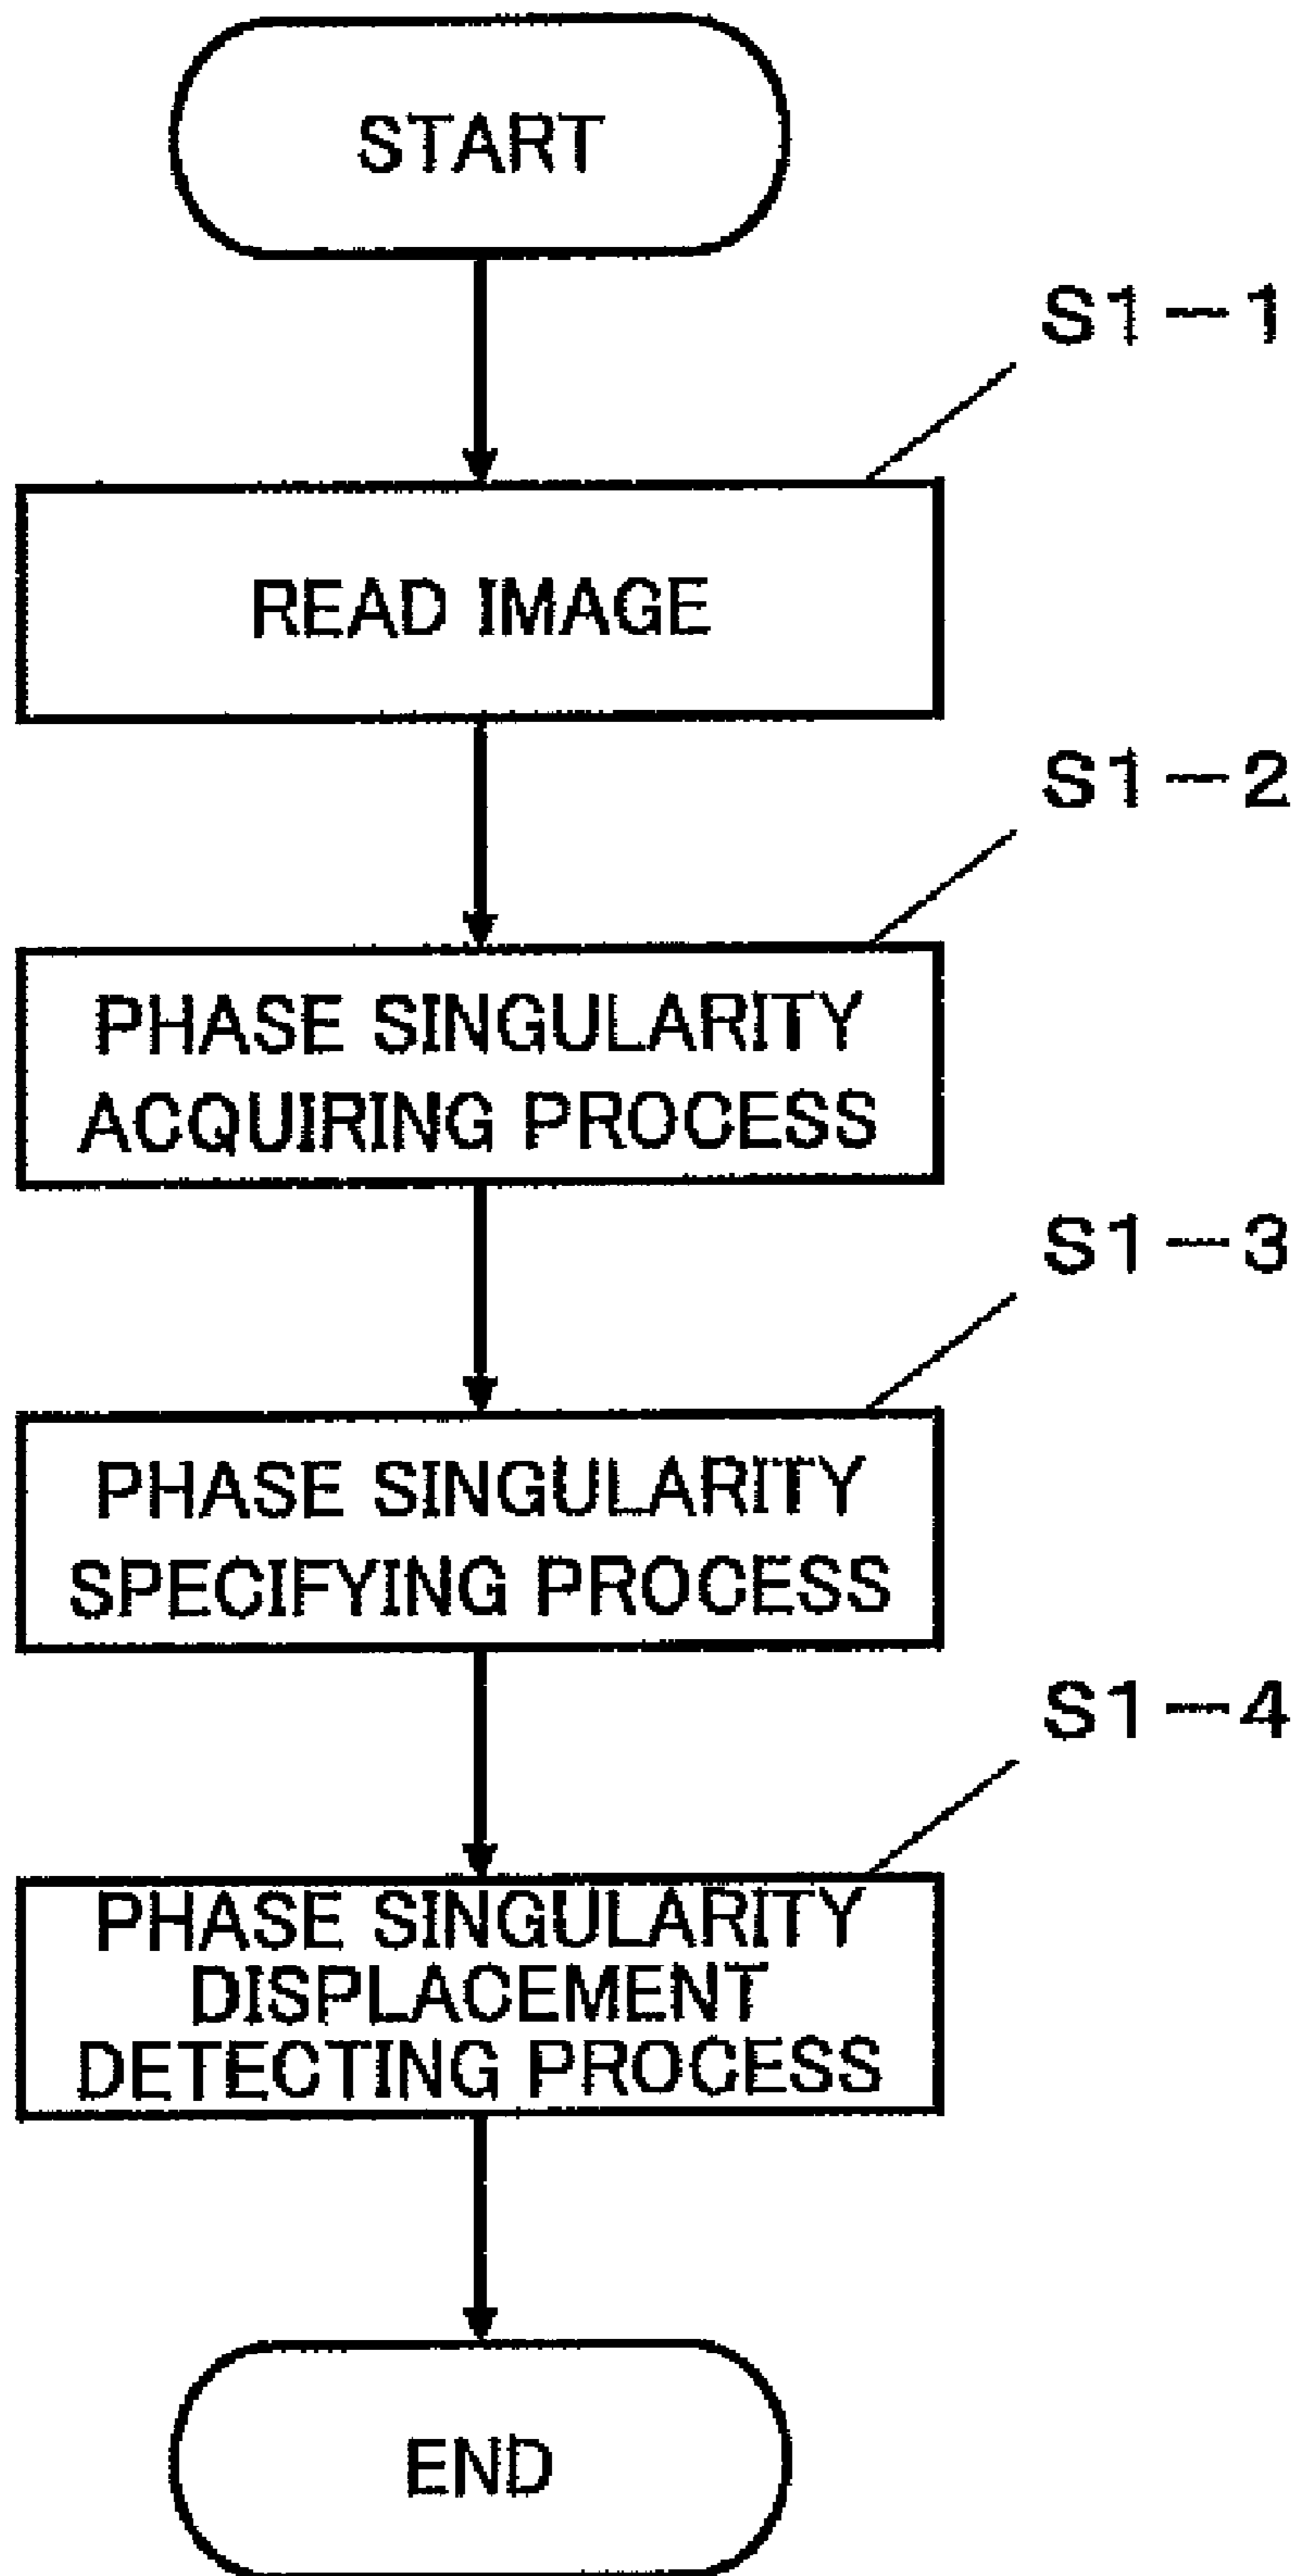 START
S1-1
READ IMAGE
S1-2
PHASE SINGULARITY
ACQUIRING PROCESS
S1-3
PHASE SINGULARITY
SPECIFYING PROCESS
S1-4
PHASE SINGULARITY
DISPLACEMENT
DETECTING PROCESS
END